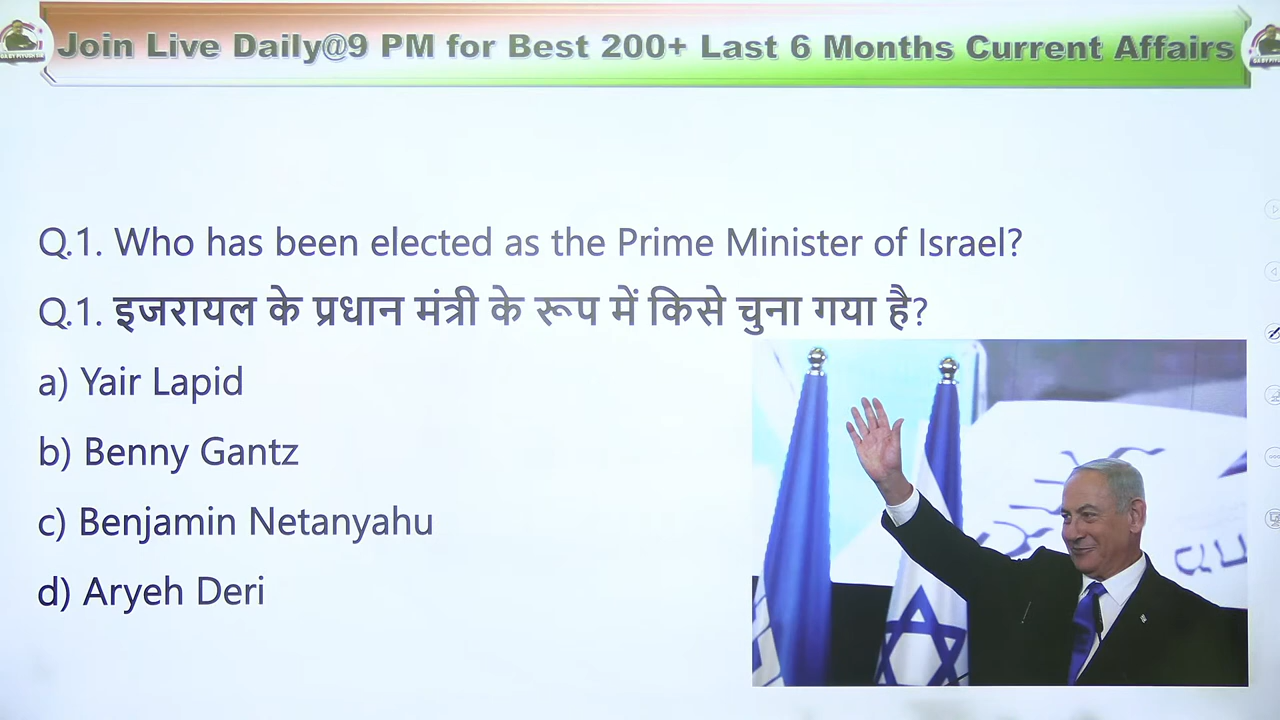 Join Live Daily@9 PM for Best 200+ Last 6 Months Current Affairs
Q.1. Who has been elected as the Prime Minister of Israel?
Q.1. इजरायल के प्रधान मंत्री के रूप में किसे चुना गया है?
a) Yair Lapid
b) Benny Gantz
c) Benjamin Netanyahu
d) Aryeh Deri